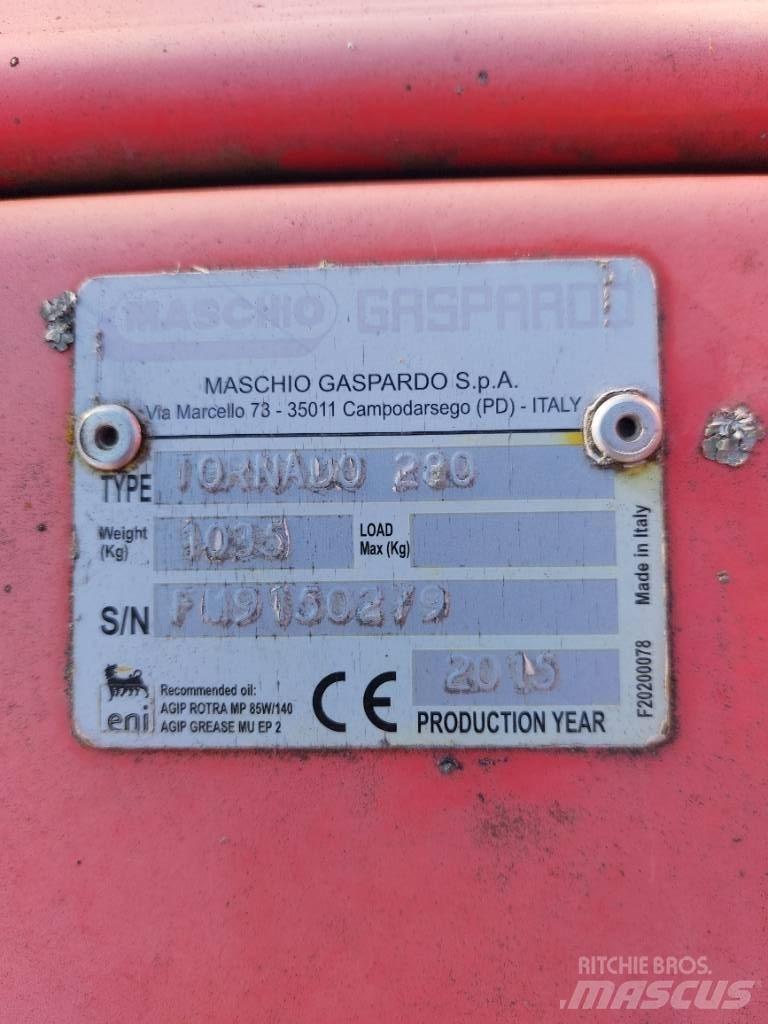 MASCHIO GASPARDO
MASCHIO GASPARDO S.p.A.
Via Marcello 73 - 35011 Campodarsego (PD) - ITALY
TYPE TORNADO 280
Weight (Kg)
LOAD Max (Kg)
S/N
eni
Recommended oil:
AGIP ROTRA MP 85W/140
AGIP GREASE MU EP 2
CE
2015
PRODUCTION YEAR
F20200078 Made in Italy
RITCHIE BROS.
MASCUS